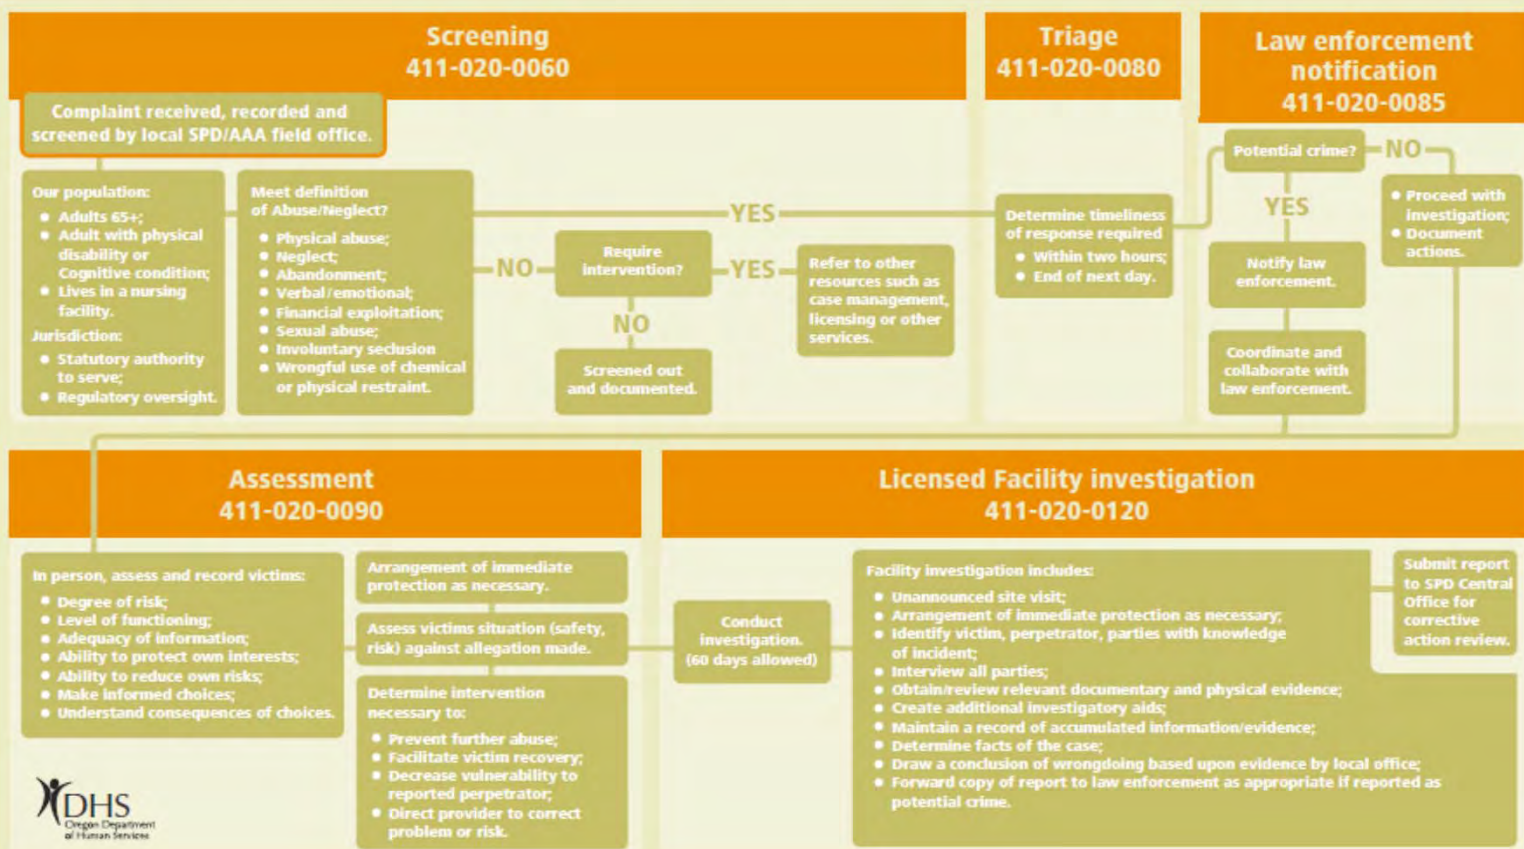 Screening
411-020-0060
Complaint received, recorded and
screened by local SPD/AAA field office.
Our population:
● Adults 65+;
● Adult with physical
disability or
Cognitive condition;
● Lives in a nursing
facility.
Jurisdiction:
● Statutory authority
to serve;
● Regulatory oversight.
Meet definition
of Abuse/Neglect?
● Physical abuse;
● Neglect;
● Abandonment;
● Verbal/emotional;
● Financial exploitation;
● Sexual abuse;
● Involuntary seclusion
● Wrongful use of chemical
or physical restraint.
YES
NO
Require
intervention?
YES
NO
Screened out
and documented.
Refer to other
resources such as
case management,
licensing or other
services.
Triage
411-020-0080
Determine timeliness
of response required
● Within two hours;
● End of next day.
Law enforcement
notification
411-020-0085
Potential crime?
NO
YES
● Proceed with
investigation;
● Document
actions.
Notify law
enforcement.
Coordinate and
collaborate with
law enforcement.
Assessment
411-020-0090
In person, assess and record victims:
● Degree of risk;
● Level of functioning;
● Adequacy of information;
● Ability to protect own interests;
● Ability to reduce own risks;
● Make informed choices;
● Understand consequences of choices.
Arrangement of immediate
protection as necessary.
Assess victims situation (safety,
risk) against allegation made.
Determine intervention
necessary to:
● Prevent further abuse;
● Facilitate victim recovery;
● Decrease vulnerability to
reported perpetrator;
● Direct provider to correct
problem or risk.
DHS
Oregon Department
of Human Services
Licensed Facility investigation
411-020-0120
Conduct
investigation.
(60 days allowed)
Facility investigation includes:
● Unannounced site visit;
● Arrangement of immediate protection as necessary;
● Identify victim, perpetrator, parties with knowledge
of incident;
● Interview all parties;
● Obtain/review relevant documentary and physical evidence;
● Create additional investigatory aids;
● Maintain a record of accumulated information/evidence;
● Determine facts of the case;
● Draw a conclusion of wrongdoing based upon evidence by local office;
● Forward copy of report to law enforcement as appropriate if reported as
potential crime.
Submit report
to SPD Central
Office for
corrective
action review.